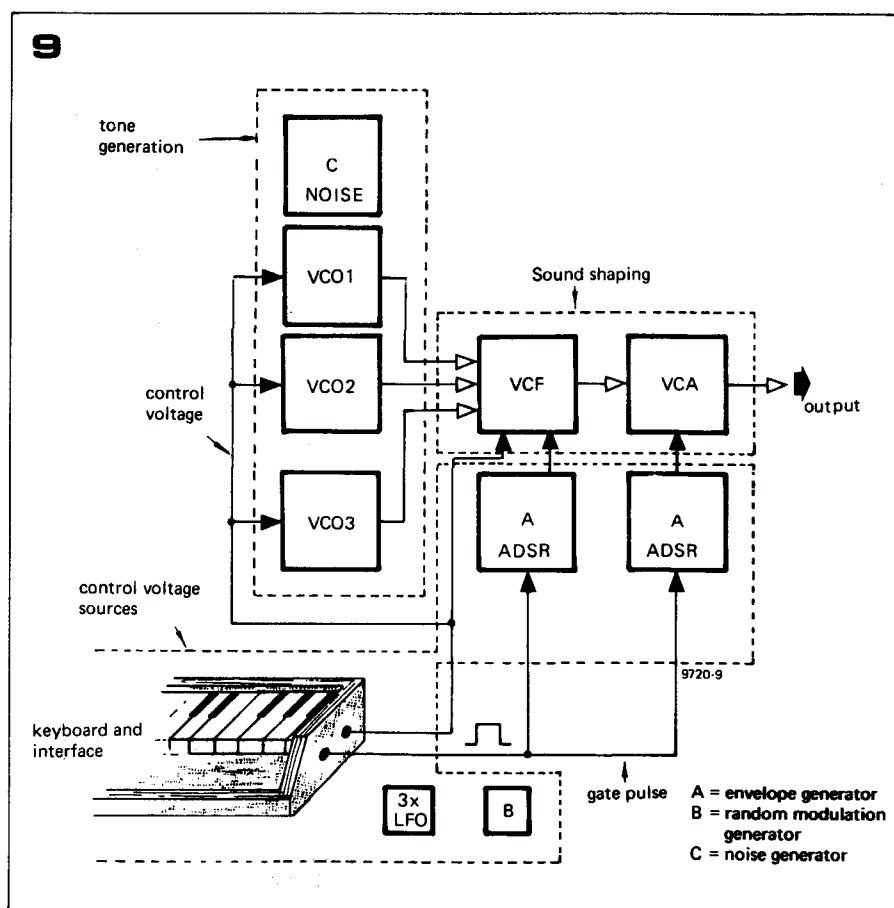 9
tone
generation
C
NOISE
VCO1
VCO2
VCO3
control
voltage
Sound shaping
VCF
VCA
output
A
ADSR
A
ADSR
control voltage
sources
9720-9
keyboard and
interface
3x
LFO
B
gate pulse
A = envelope generator
B = random modulation
generator
C = noise generator